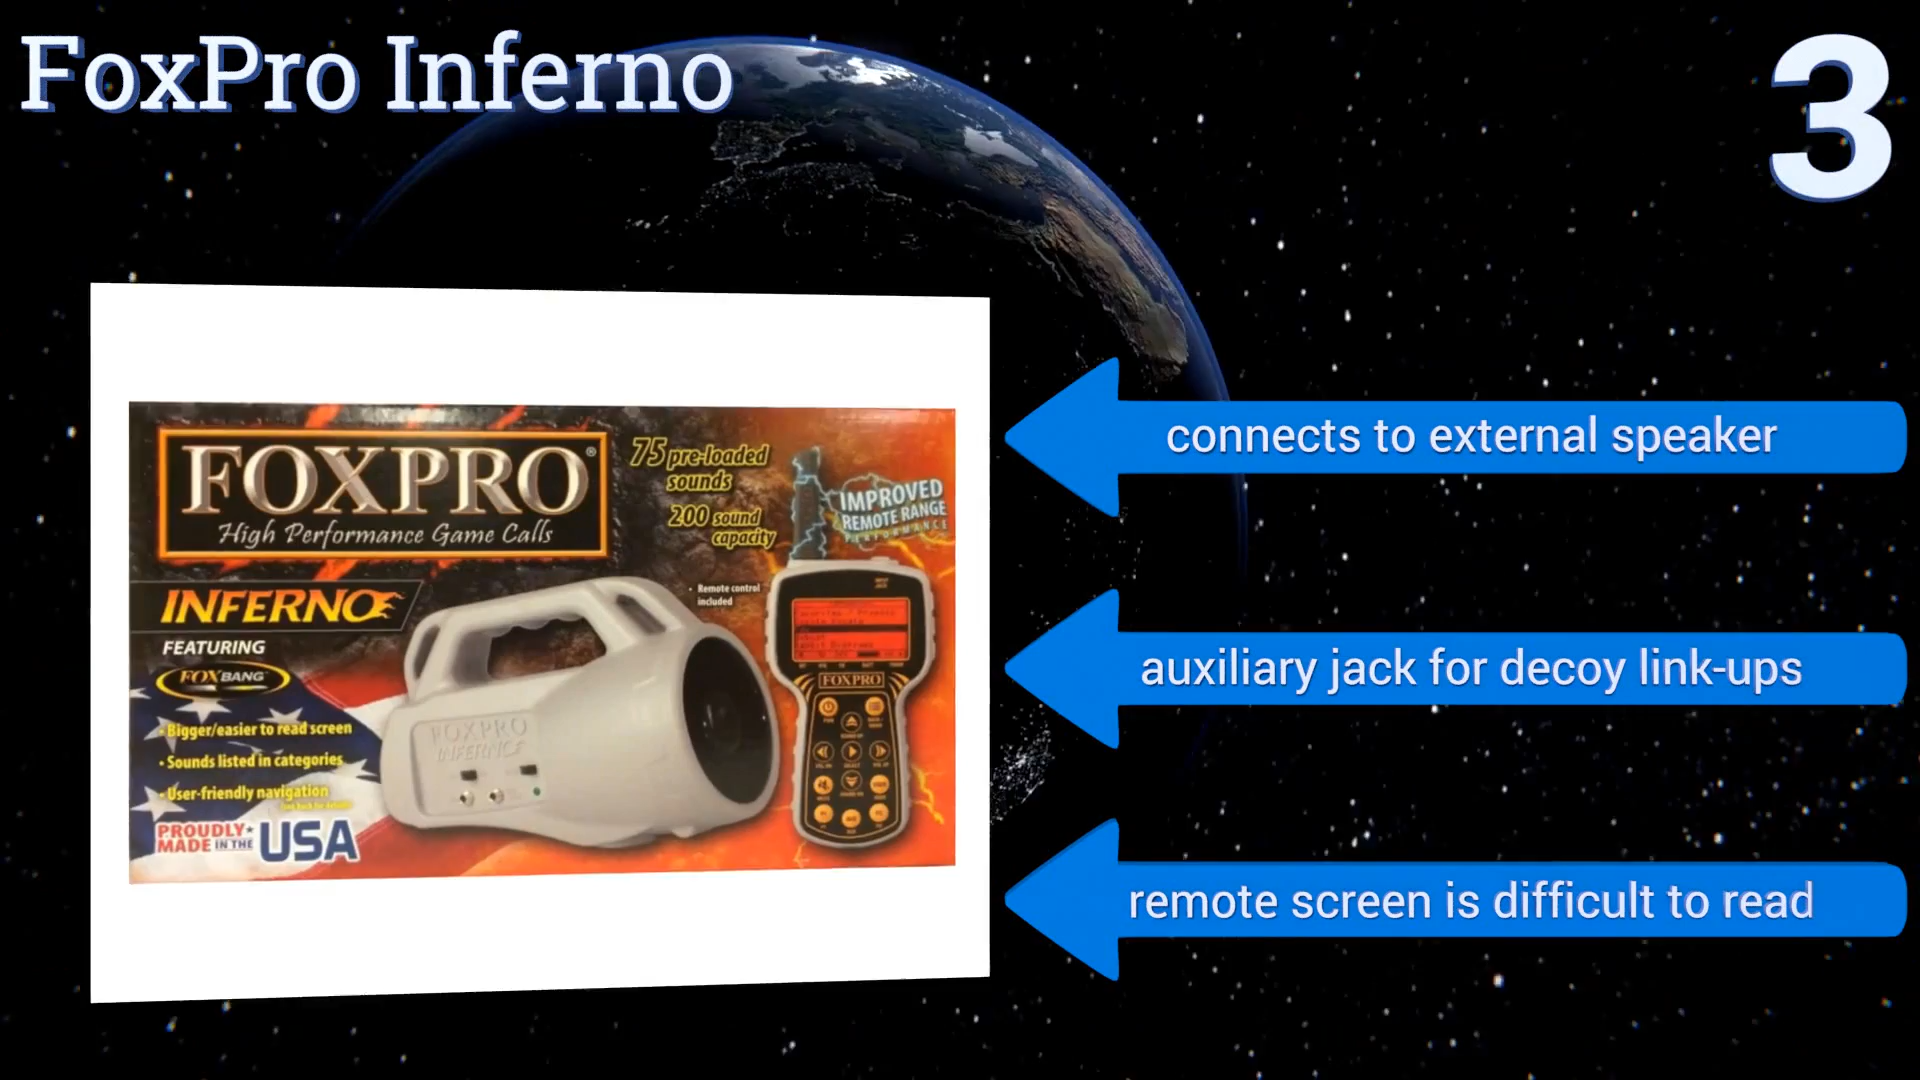 FoxPro Inferno
3
FOXPRO®
High Performance Game Calls
75 pre-loaded
sounds
200 sound
capacity
IMPROVED
REMOTE RANGE
PERFORMANCE
• Remote control
included
INFERNO
FEATURING
FOXBANG
• Bigger/easier to read screen
• Sounds listed in categories
• User-friendly navigation
PROUDLY
MADE IN THE
USA
FOXPRO
INFERNO
FOXPRO
connects to external speaker
auxiliary jack for decoy link-ups
remote screen is difficult to read